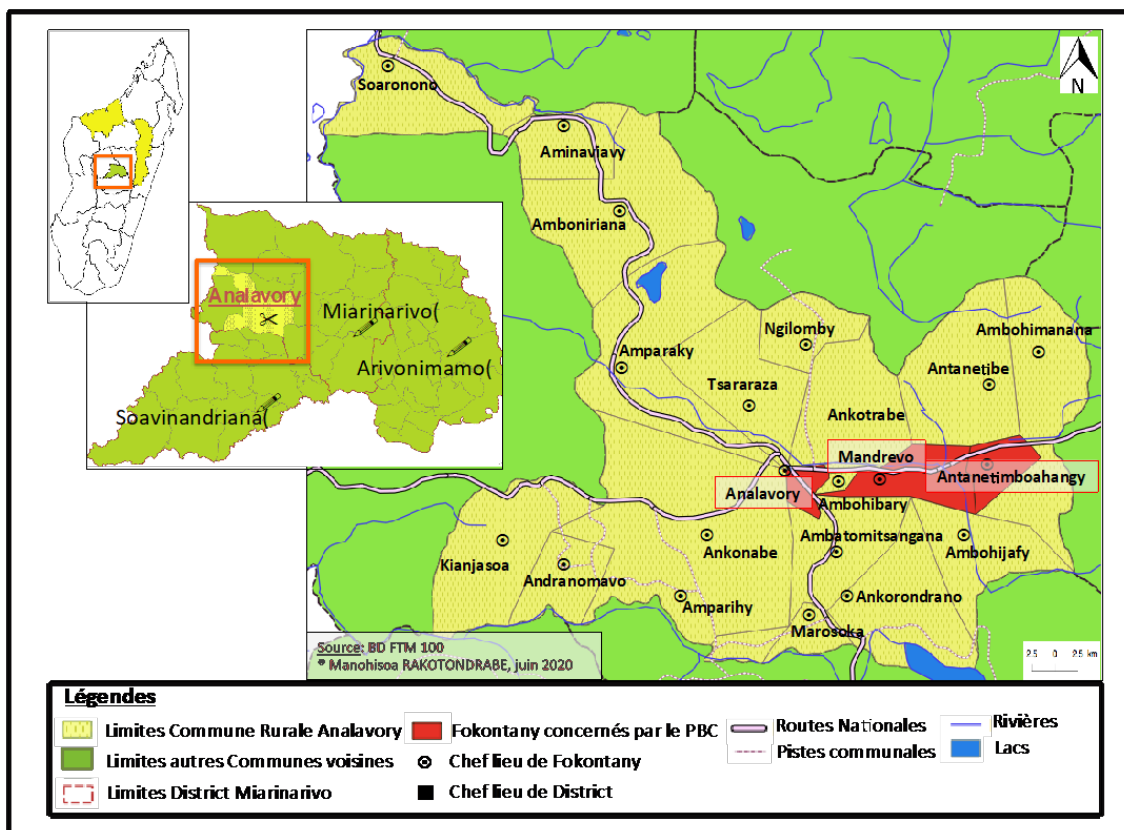 Soaronono
N
Aminaviavy
Amboniriana
Analavory
Miarinarivo(
Arivonimamo(
Soavinandriana(
Ngilomby
Ambohimanana
Amparaky
Antanetibe
Tsararaza
Ankotrabe
Mandrevo
Antanetimboahangy
Analavory
Ambohibary
Ankonabe
Ambatomitsangana
Ambohijafy
Kianjasoa
Andranomavo
Amparihy
Ankorondrano
Marosoka
Source: BD FTM 100
® Manohisoa RAKOTONDRABE, juin 2020
2.5 0 2.5 km
Légendes
Limites Commune Rurale Analavory
Fokontany concernés par le PBC
Routes Nationales
Rivières
Limites autres Communes voisines
Chef lieu de Fokontany
Pistes communales
Lacs
Limites District Miarinarivo
Chef lieu de District